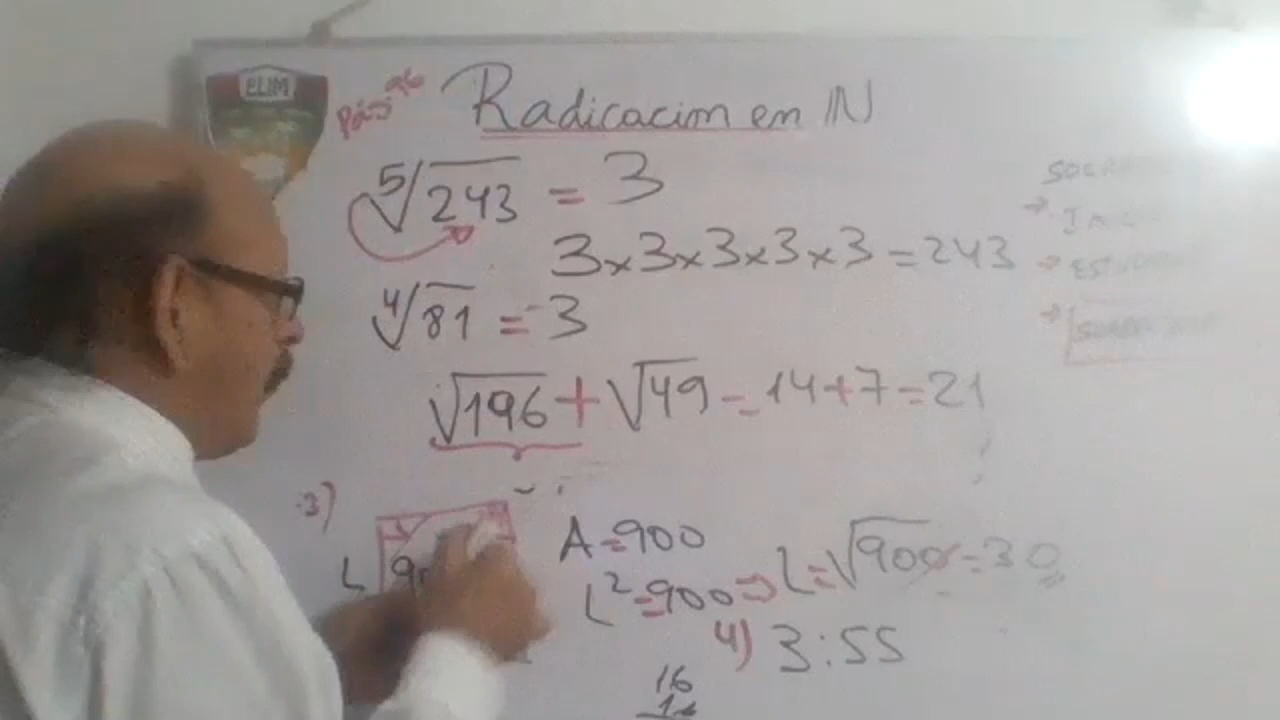 ELIM
Pág 96
Radicacion en ℕ
⁵√243 = 3
3x3x3x3x3 = 243
⁴√81 = 3
√196 + √49 = 14+7=21
3)
L
A=900
L²=900 ⇒ L=√900=30
4) 3:55
16